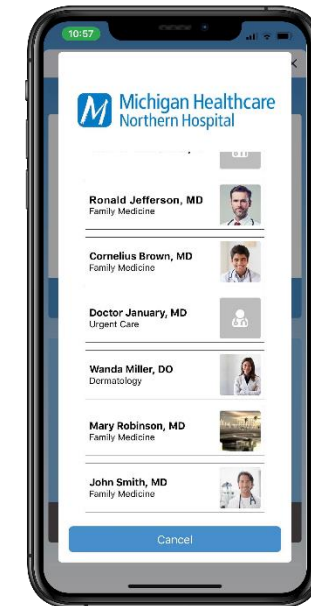 10:57
Michigan Healthcare
Northern Hospital
Ronald Jefferson, MD
Family Medicine
Cornelius Brown, MD
Family Medicine
Doctor January, MD
Urgent Care
Wanda Miller, DO
Dermatology
Mary Robinson, MD
Family Medicine
John Smith, MD
Family Medicine
Cancel